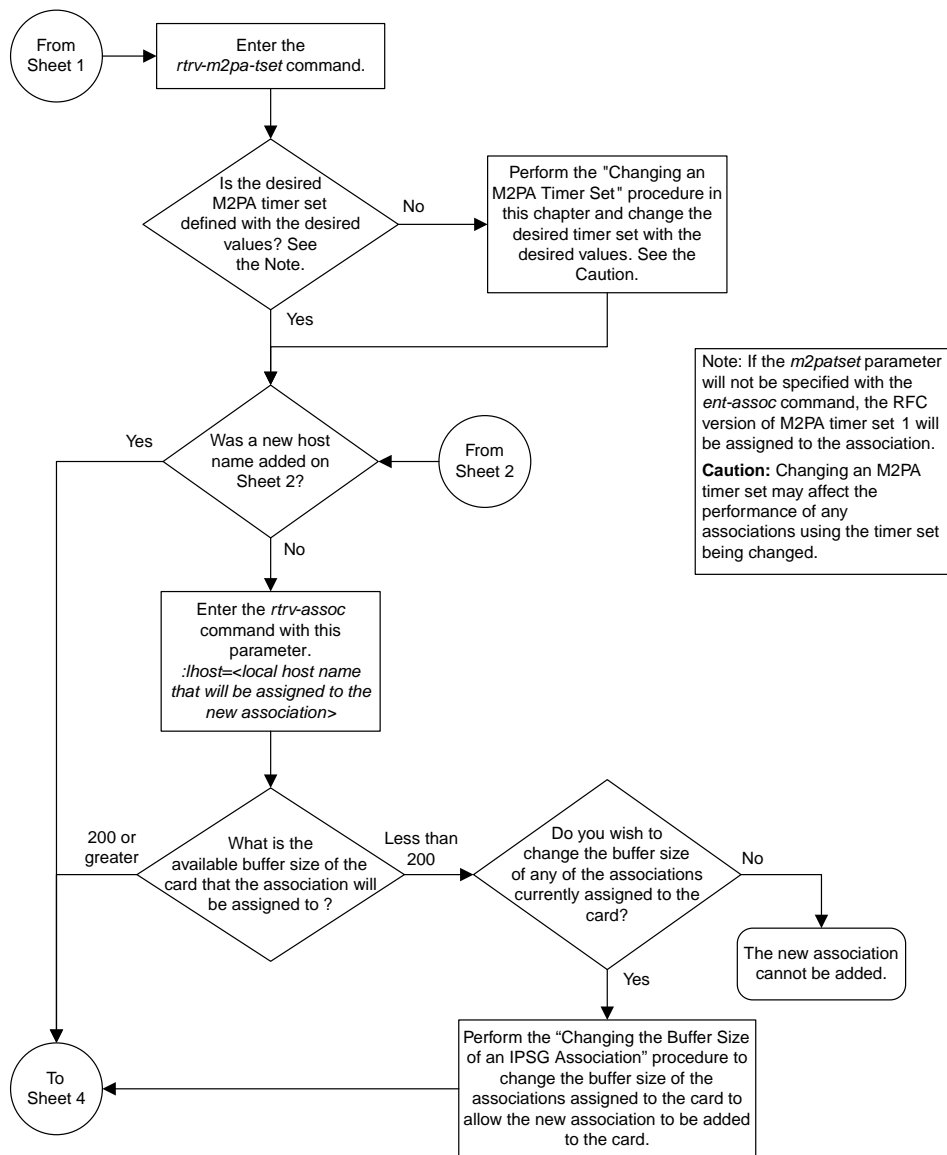 From
Sheet 1
Enter the
rtrv-m2pa-tset command.
Is the desired
M2PA timer set
defined with the desired
values? See
the Note.
No
Perform the "Changing an
M2PA Timer Set" procedure in
this chapter and change the
desired timer set with the
desired values. See the
Caution.
Yes
Note: If the m2patset parameter
will not be specified with the
ent-assoc command, the RFC
version of M2PA timer set 1 will
be assigned to the association.
Caution: Changing an M2PA
timer set may affect the
performance of any
associations using the timer set
being changed.
Yes
Was a new host
name added on
Sheet 2?
From
Sheet 2
No
Enter the rtrv-assoc
command with this
parameter.
:lhost=<local host name
that will be assigned to the
new association>
200 or
greater
What is the
available buffer size of the
card that the association will
be assigned to ?
Less than
200
Do you wish to
change the buffer size
of any of the associations
currently assigned to the
card?
No
The new association
cannot be added.
Yes
To
Sheet 4
Perform the “Changing the Buffer Size
of an IPSG Association” procedure to
change the buffer size of the
associations assigned to the card to
allow the new association to be added
to the card.